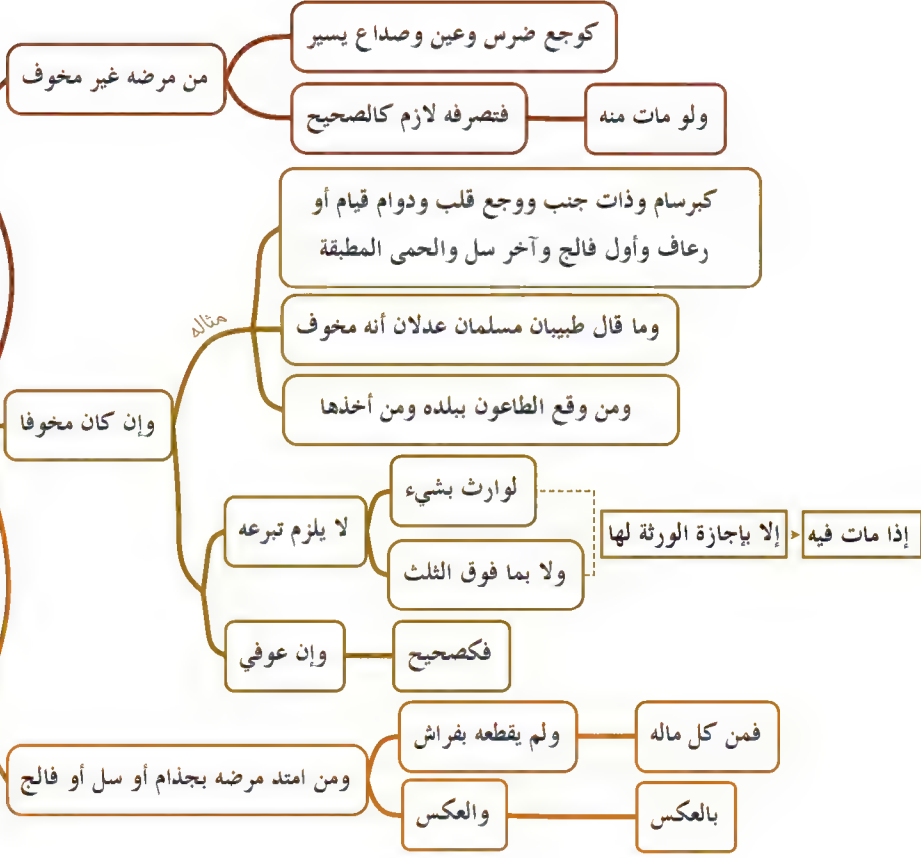 من مرضه غير مخوف
كوجع ضرس وعين وصداع يسير
فتصرفه لازم كالصحيح
ولو مات منه
وإن كان مخوفا
مثاله
كبرسام وذات جنب ووجع قلب ودوام قيام أو
رعاف وأول فالج وآخر سل والحمى المطبقة
وما قال طبيبان مسلمان عدلان أنه مخوف
ومن وقع الطاعون ببلده ومن أخذها
لا يلزم تبرعه
لوارث بشيء
ولا بما فوق الثلث
إلا بإجازة الورثة لها
إذا مات فيه
وإن عوفي
فكصحيح
ومن امتد مرضه بجذام أو سل أو فالج
ولم يقطعه بفراش
فمن كل ماله
والعكس
بالعكس